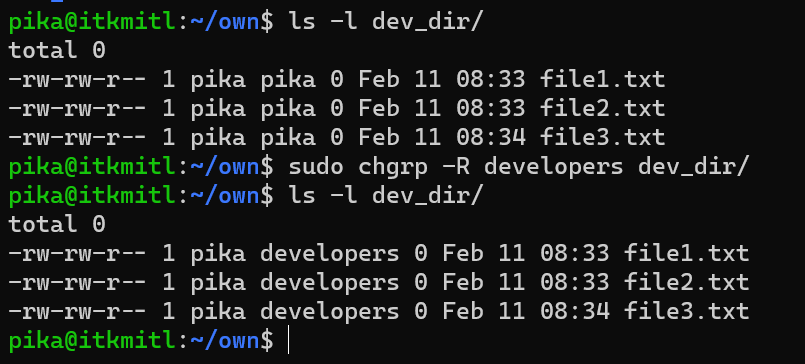 pika@itkmitl:~/own$ ls -l dev_dir/
total 0
-rw-rw-r-- 1 pika pika 0 Feb 11 08:33 file1.txt
-rw-rw-r-- 1 pika pika 0 Feb 11 08:33 file2.txt
-rw-rw-r-- 1 pika pika 0 Feb 11 08:34 file3.txt
pika@itkmitl:~/own$ sudo chgrp -R developers dev_dir/
pika@itkmitl:~/own$ ls -l dev_dir/
total 0
-rw-rw-r-- 1 pika developers 0 Feb 11 08:33 file1.txt
-rw-rw-r-- 1 pika developers 0 Feb 11 08:33 file2.txt
-rw-rw-r-- 1 pika developers 0 Feb 11 08:34 file3.txt
pika@itkmitl:~/own$